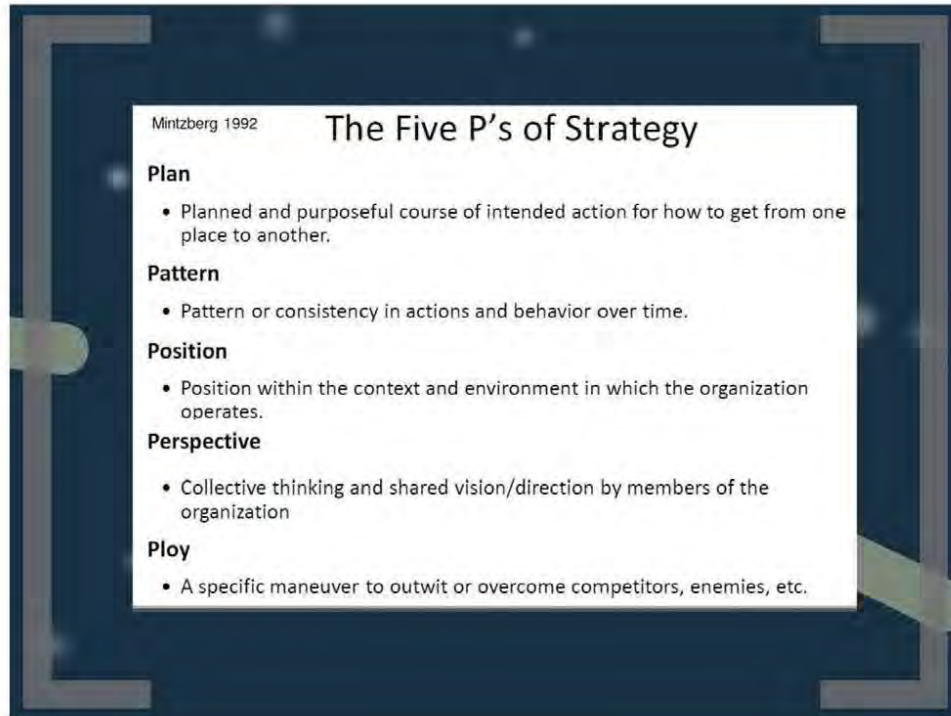 Mintzberg 1992
The Five P's of Strategy
Plan
• Planned and purposeful course of intended action for how to get from one
place to another.
Pattern
• Pattern or consistency in actions and behavior over time.
Position
• Position within the context and environment in which the organization
operates.
Perspective
• Collective thinking and shared vision/direction by members of the
organization
Ploy
• A specific maneuver to outwit or overcome competitors, enemies, etc.